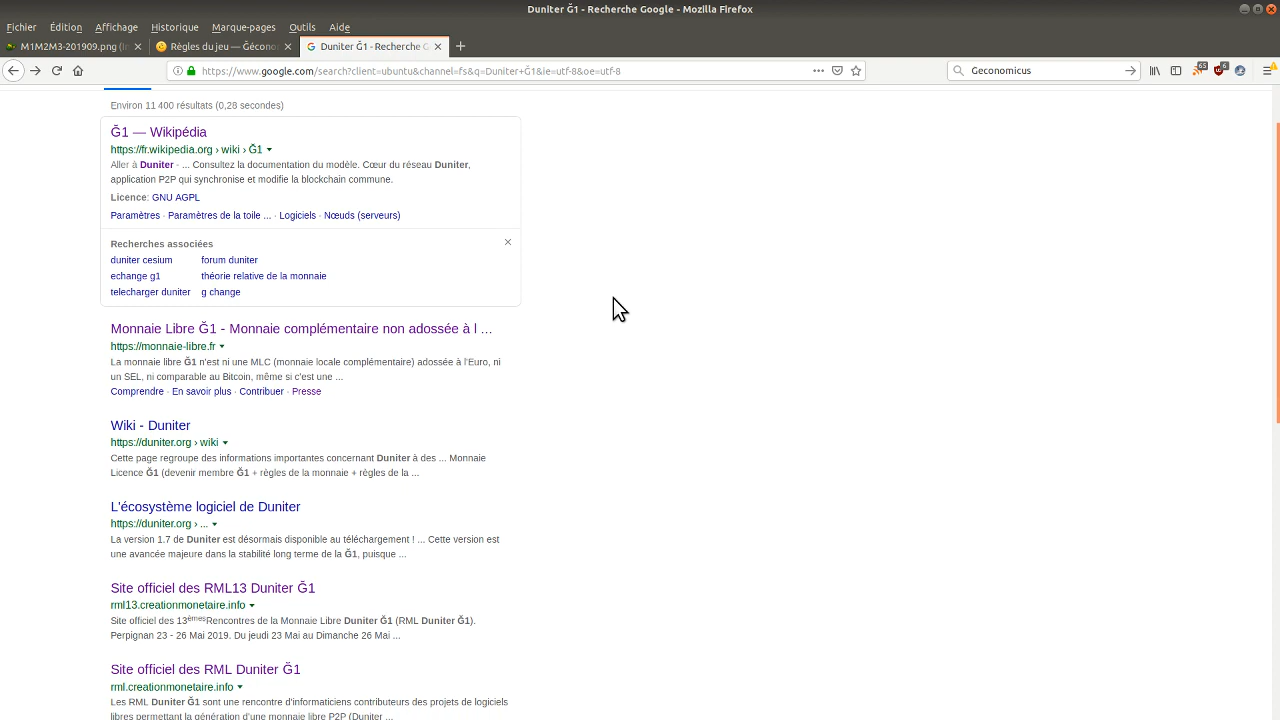 Duniter Ğ1 - Recherche Google - Mozilla Firefox
Fichier Édition Affichage Historique Marque-pages Outils Aide
M1M2M3-201909.png (In
Règles du jeu — Gécono
Duniter Ğ1 - Recherche G
https://www.google.com/search?client=ubuntu&channel=fs&q=Duniter+Ğ1&ie=utf-8&oe=utf-8
Geconomicus
65
6
Environ 11 400 résultats (0,28 secondes)
Ğ1 — Wikipédia
https://fr.wikipedia.org › wiki › Ğ1
Aller à Duniter - ... Consultez la documentation du modèle. Cœur du réseau Duniter,
application P2P qui synchronise et modifie la blockchain commune.
Licence: GNU AGPL
Paramètres · Paramètres de la toile ... · Logiciels · Nœuds (serveurs)
Recherches associées
duniter cesium forum duniter
echange g1 théorie relative de la monnaie
telecharger duniter g change
Monnaie Libre Ğ1 - Monnaie complémentaire non adossée à l ...
https://monnaie-libre.fr
La monnaie libre Ğ1 n'est ni une MLC (monnaie locale complémentaire) adossée à l'Euro, ni
un SEL, ni comparable au Bitcoin, même si c'est une ...
Comprendre · En savoir plus · Contribuer · Presse
Wiki - Duniter
https://duniter.org › wiki
Cette page regroupe des informations importantes concernant Duniter à des ... Monnaie
Licence Ğ1 (devenir membre Ğ1 + règles de la monnaie + règles de la ...
L'écosystème logiciel de Duniter
https://duniter.org › ...
La version 1.7 de Duniter est désormais disponible au téléchargement ! ... Cette version est
une avancée majeure dans la stabilité long terme de la Ğ1, puisque ...
Site officiel des RML13 Duniter Ğ1
rml13.creationmonetaire.info
Site officiel des 13èmesRencontres de la Monnaie Libre Duniter Ğ1 (RML Duniter Ğ1).
Perpignan 23 - 26 Mai 2019. Du jeudi 23 Mai au Dimanche 26 Mai ...
Site officiel des RML Duniter Ğ1
rml.creationmonetaire.info
Les RML Duniter Ğ1 sont une rencontre d'informaticiens contributeurs des projets de logiciels
libres permettant la génération d'une monnaie libre P2P (Duniter ...